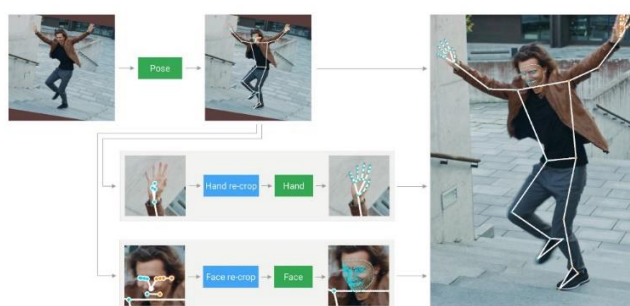 Pose
Hand re-crop
Hand
Face re-crop
Face